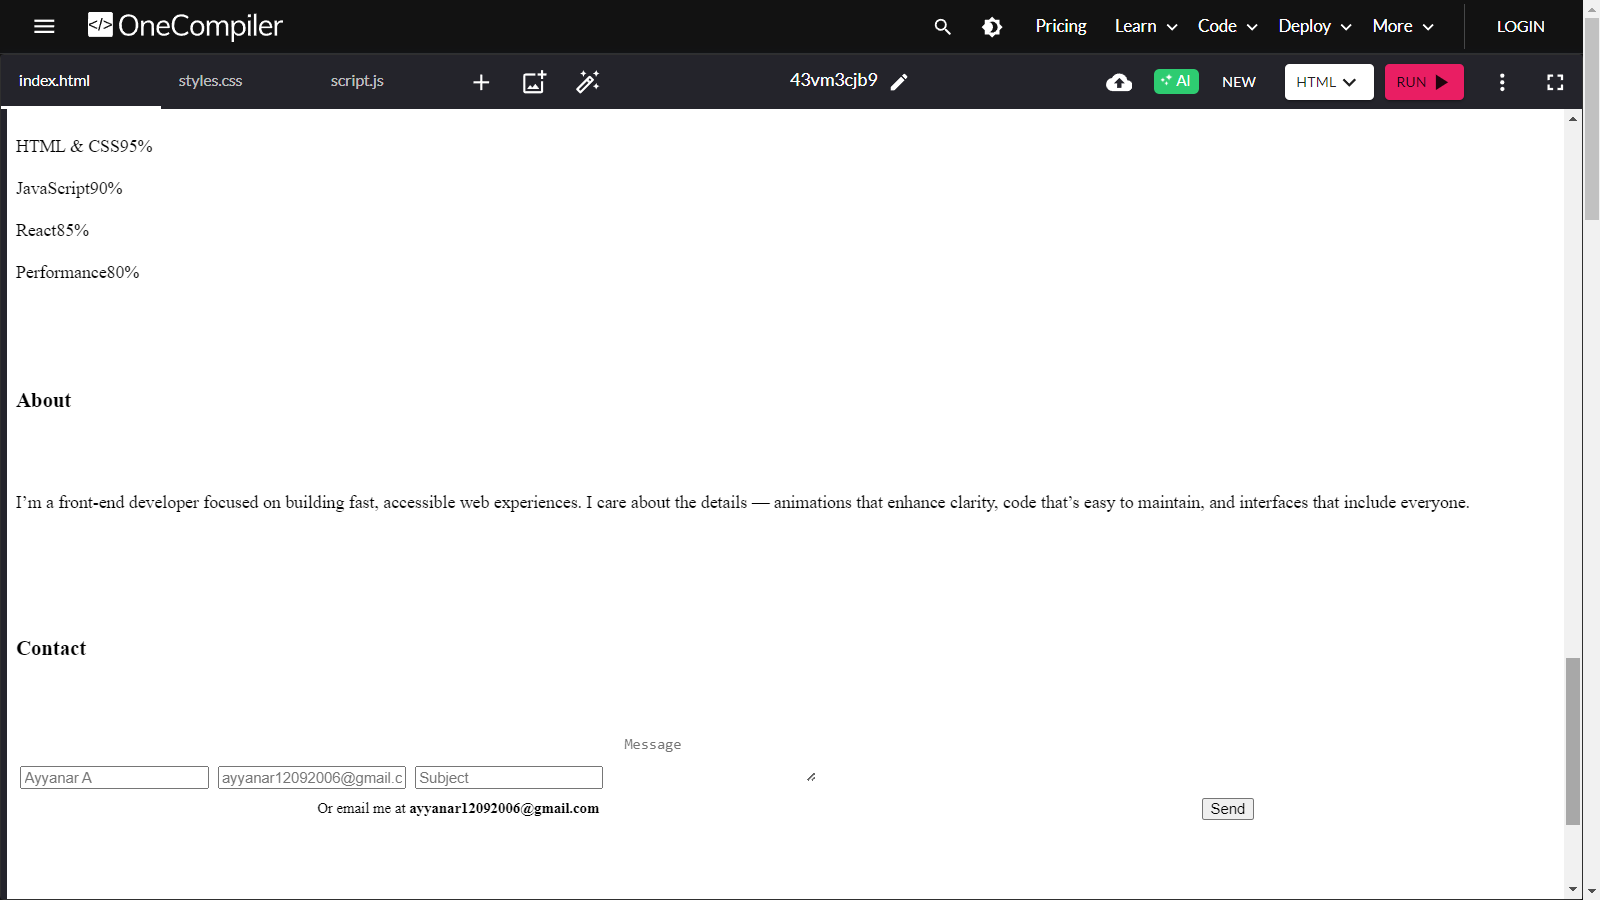 </> OneCompiler
Pricing
Learn
Code
Deploy
More
LOGIN
index.html
styles.css
script.js
43vm3cjb9
AI
NEW
HTML
RUN
HTML & CSS95%
JavaScript90%
React85%
Performance80%
About
I’m a front-end developer focused on building fast, accessible web experiences. I care about the details — animations that enhance clarity, code that’s easy to maintain, and interfaces that include everyone.
Contact
Message
Ayyanar A
ayyanar12092006@gmail.c
Subject
Or email me at ayyanar12092006@gmail.com
Send